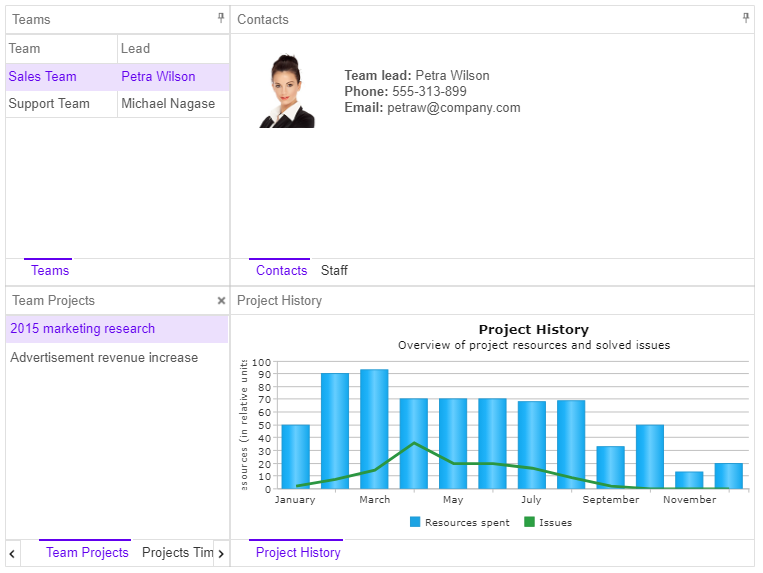 Teams
Contacts
Team Lead
Sales Team Petra Wilson
Support Team Michael Nagase
Team lead: Petra Wilson
Phone: 555-313-899
Email: petraw@company.com
Teams
Contacts Staff
Team Projects
2015 marketing research
Advertisement revenue increase
Project History
Project History
Overview of project resources and solved issues
(in relative
100
90
80
70
60
50
40
30
20
10
0
January March May July September November
Resources spent Issues
Team Projects Projects
Project History